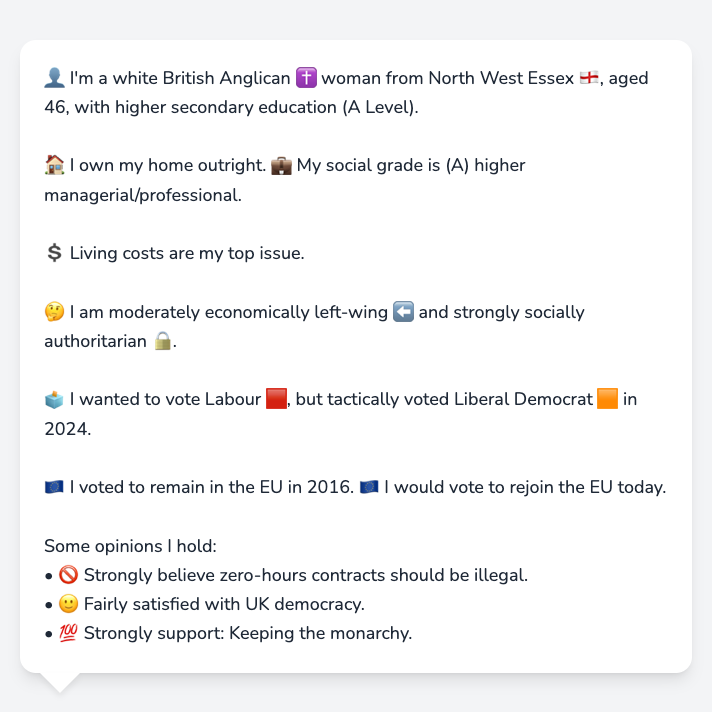 👤 I'm a white British Anglican ✝️ woman from North West Essex 🏴󠁧󠁢󠁥󠁮󠁧󠁿, aged
46, with higher secondary education (A Level).
🏠 I own my home outright. 💼 My social grade is (A) higher
managerial/professional.
💲 Living costs are my top issue.
🤔 I am moderately economically left-wing ⬅️ and strongly socially
authoritarian 🔒.
🗳️ I wanted to vote Labour 🟥, but tactically voted Liberal Democrat 🟧 in
2024.
🇪🇺 I voted to remain in the EU in 2016. 🇪🇺 I would vote to rejoin the EU today.
Some opinions I hold:
• 🚫 Strongly believe zero-hours contracts should be illegal.
• 🙂 Fairly satisfied with UK democracy.
• 💯 Strongly support: Keeping the monarchy.